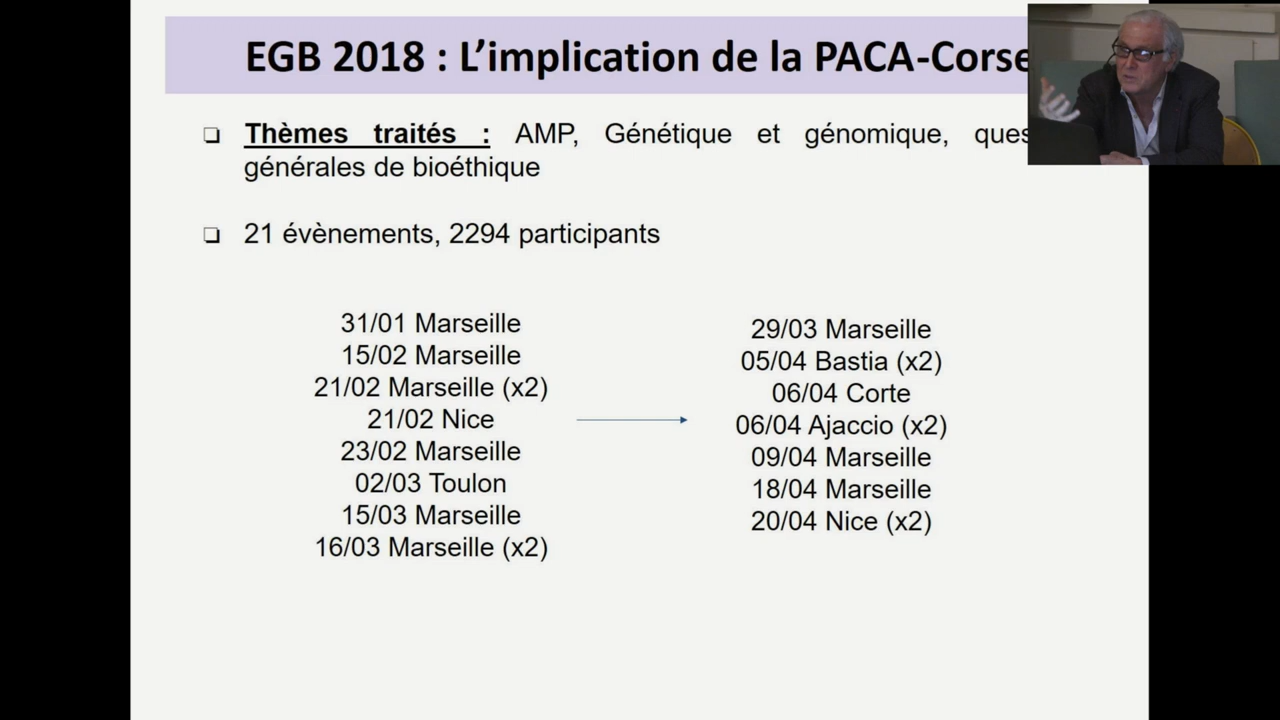 EGB 2018 : L'implication de la PACA-Corse
❏ Thèmes traités : AMP, Génétique et génomique, ques
générales de bioéthique
❏ 21 évènements, 2294 participants
31/01 Marseille
15/02 Marseille
21/02 Marseille (x2)
21/02 Nice
23/02 Marseille
02/03 Toulon
15/03 Marseille
16/03 Marseille (x2)
29/03 Marseille
05/04 Bastia (x2)
06/04 Corte
06/04 Ajaccio (x2)
09/04 Marseille
18/04 Marseille
20/04 Nice (x2)